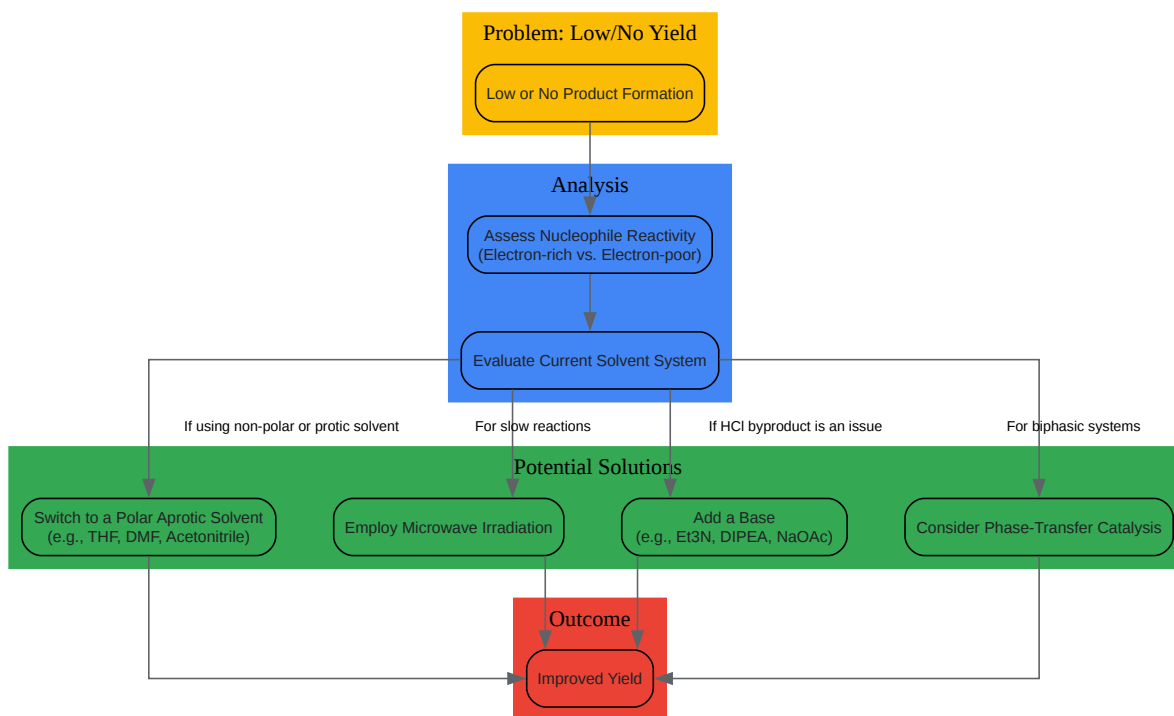 Problem: Low/No Yield
Low or No Product Formation
Analysis
Assess Nucleophile Reactivity
(Electron-rich vs. Electron-poor)
Evaluate Current Solvent System
If using non-polar or protic solvent
For slow reactions
If HCl byproduct is an issue
For biphasic systems
Potential Solutions
Switch to a Polar Aprotic Solvent
(e.g., THF, DMF, Acetonitrile)
Employ Microwave Irradiation
Add a Base
(e.g., Et3N, DIPEA, NaOAc)
Consider Phase-Transfer Catalysis
Outcome
Improved Yield